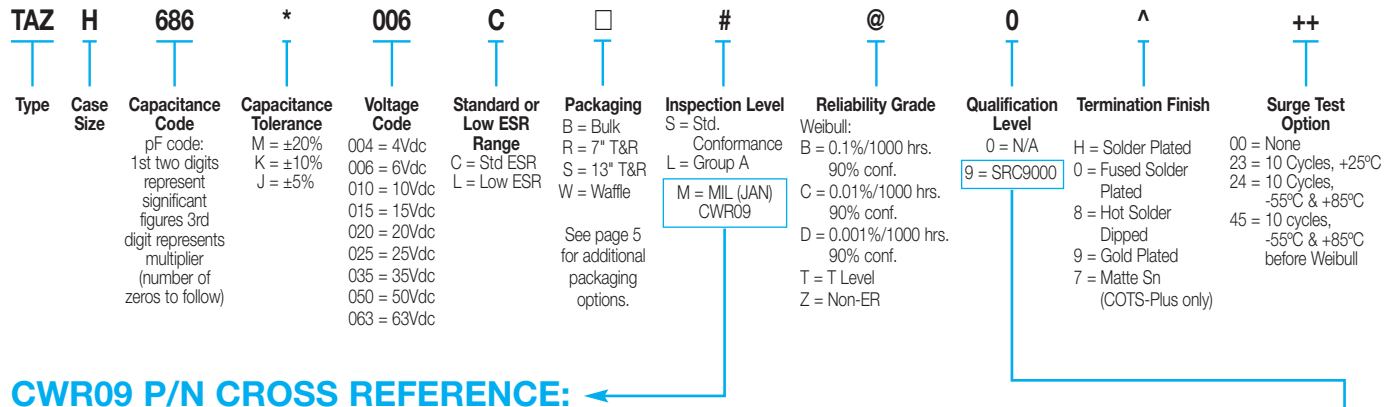 TAZ H 686 * 006 C □ # @ 0 ^ ++
Type
Case
Size
Capacitance
Code
pF code:
1st two digits
represent
significant
figures 3rd
digit represents
multiplier
(number of
zeros to follow)
Capacitance
Tolerance
M = ±20%
K = ±10%
J = ±5%
Voltage
Code
004 = 4Vdc
006 = 6Vdc
010 = 10Vdc
015 = 15Vdc
020 = 20Vdc
025 = 25Vdc
035 = 35Vdc
050 = 50Vdc
063 = 63Vdc
Standard or
Low ESR
Range
C = Std ESR
L = Low ESR
Packaging
B = Bulk
R = 7" T&R
S = 13" T&R
W = Waffle
See page 5
for additional
packaging
options.
Inspection Level
S = Std.
Conformance
L = Group A
M = MIL (JAN)
CWR09
Reliability Grade
Weibull:
B = 0.1%/1000 hrs.
90% conf.
C = 0.01%/1000 hrs.
90% conf.
D = 0.001%/1000 hrs.
90% conf.
T = T Level
Z = Non-ER
Qualification
Level
0 = N/A
9 = SRC9000
Termination Finish
H = Solder Plated
0 = Fused Solder
Plated
8 = Hot Solder
Dipped
9 = Gold Plated
7 = Matte Sn
(COTS-Plus only)
Surge Test
Option
00 = None
23 = 10 Cycles, +25ºC
24 = 10 Cycles,
-55ºC & +85ºC
45 = 10 cycles,
-55ºC & +85ºC
before Weibull
CWR09 P/N CROSS REFERENCE: